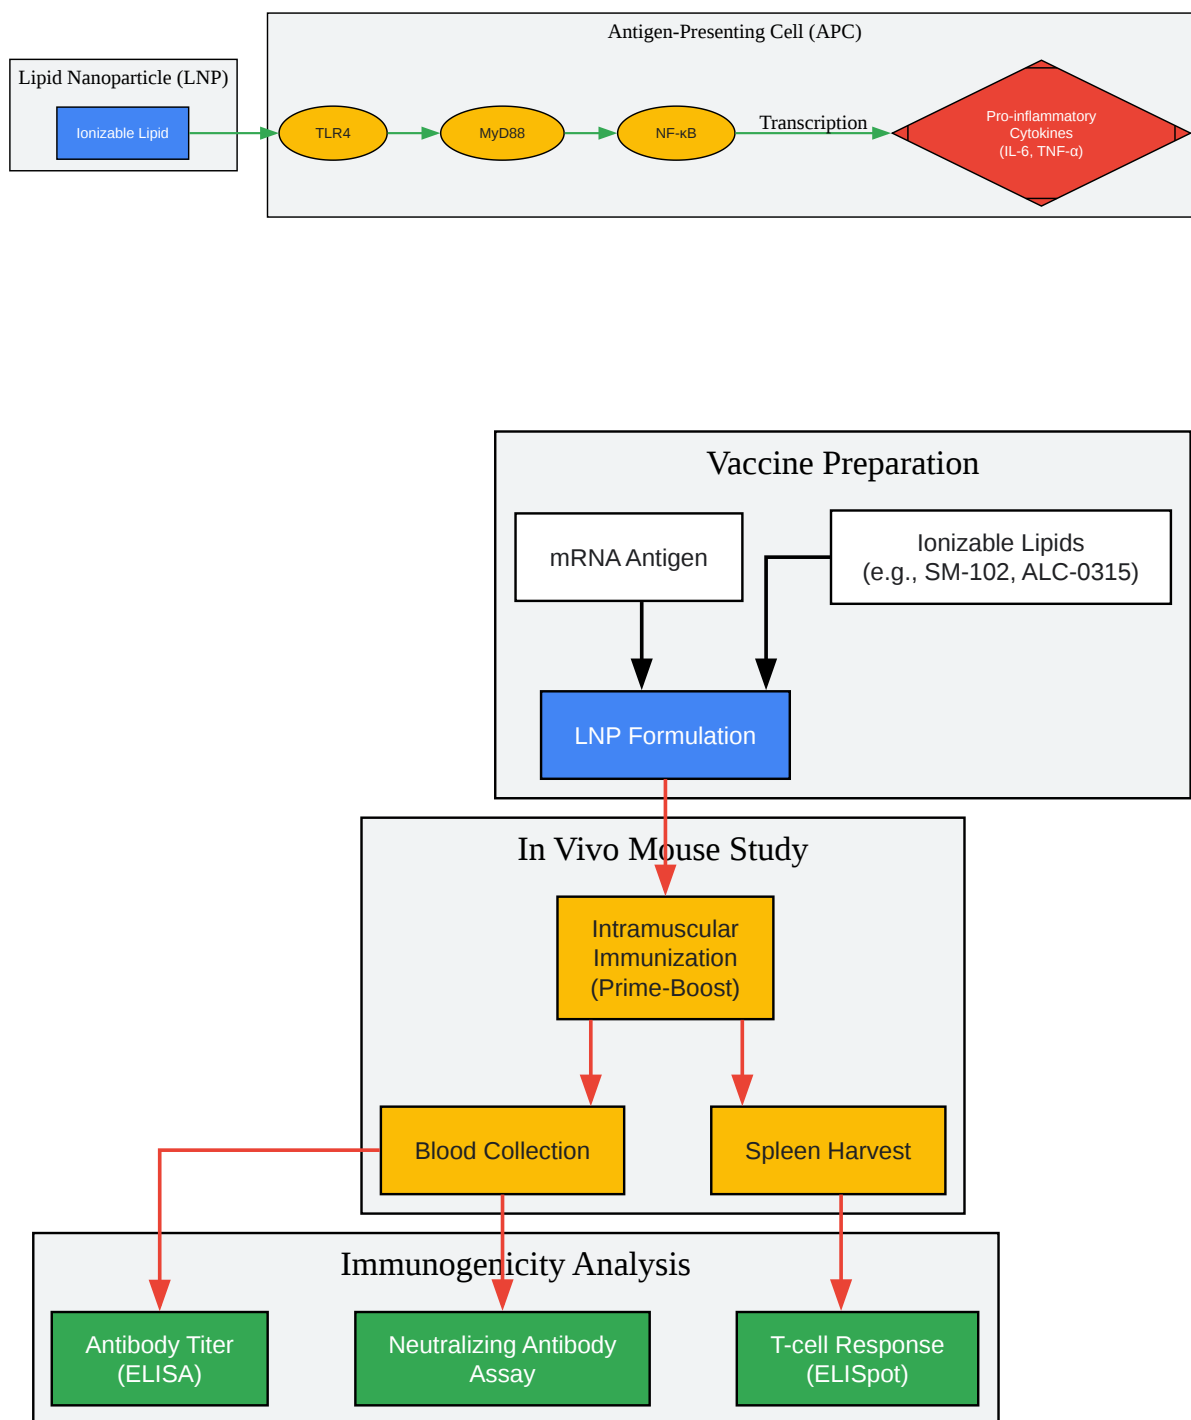 Antigen-Presenting Cell (APC)
Lipid Nanoparticle (LNP)
Ionizable Lipid
TLR4
MyD88
NF-κB
Transcription
Pro-inflammatory
Cytokines
(IL-6, TNF-α)
Vaccine Preparation
mRNA Antigen
Ionizable Lipids
(e.g., SM-102, ALC-0315)
LNP Formulation
In Vivo Mouse Study
Intramuscular
Immunization
(Prime-Boost)
Blood Collection
Spleen Harvest
Immunogenicity Analysis
Antibody Titer
(ELISA)
Neutralizing Antibody
Assay
T-cell Response
(ELISpot)